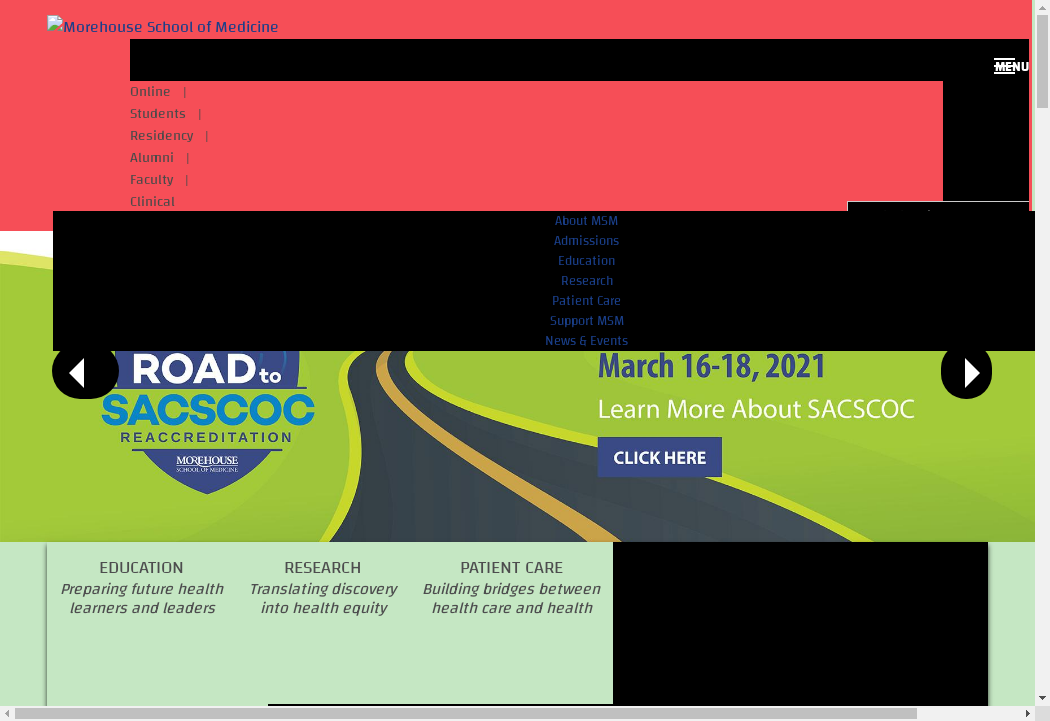 Morehouse School of Medicine
MENU
Online |
Students |
Residency |
Alumni |
Faculty |
Clinical
About MSM
Admissions
Education
Research
Patient Care
Support MSM
News & Events
ROAD to
SACSCOC
REACCREDITATION
MOREHOUSE
SCHOOL OF MEDICINE
March 16-18, 2021
Learn More About SACSCOC
CLICK HERE
EDUCATION
Preparing future health
learners and leaders
RESEARCH
Translating discovery
into health equity
PATIENT CARE
Building bridges between
health care and health